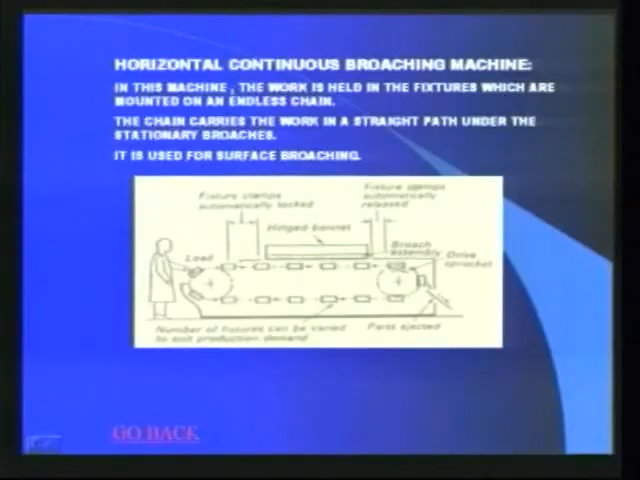 HORIZONTAL CONTINUOUS BROACHING MACHINE:
IN THIS MACHINE , THE WORK IS HELD IN THE FIXTURES WHICH ARE
MOUNTED ON AN ENDLESS CHAIN.
THE CHAIN CARRIES THE WORK IN A STRAIGHT PATH UNDER THE
STATIONARY BROACHES.
IT IS USED FOR SURFACE BROACHING.
Fixture clamps
automatically locked
Fixture clamps
automatically
released
Hinged bonnet
Load
Broach
assembly
Drive
sprocket
Number of fixtures can be varied
to suit production demand
Parts ejected
GO BACK